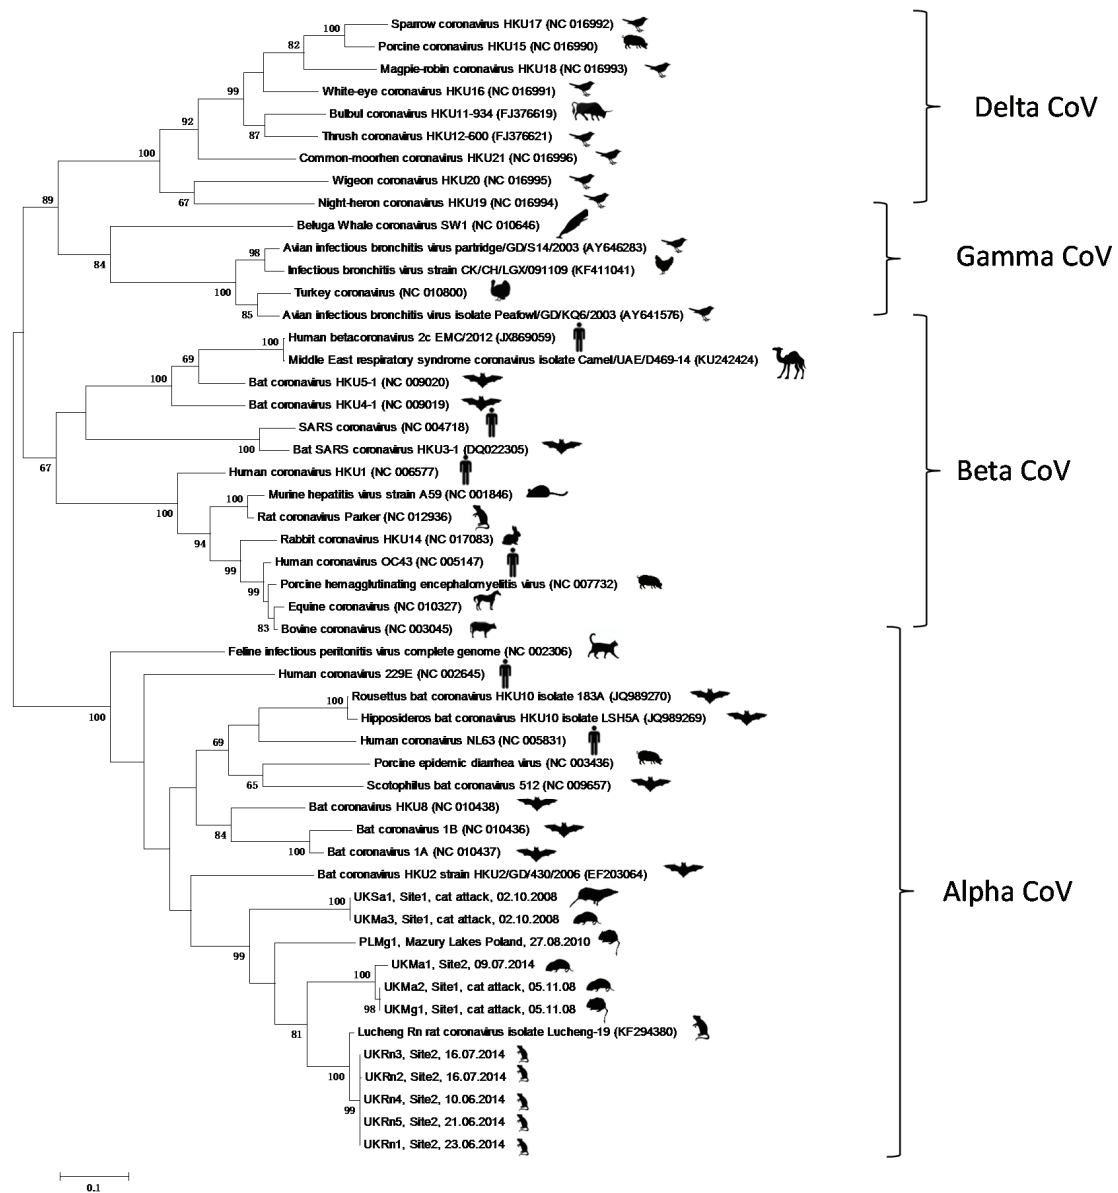 Sparrow coronavirus HKU17 (NC 016992)
100
Porcine coronavirus HKU15 (NC 016990)
82
Magpie-robin coronavirus HKU18 (NC 016993)
99
White-eye coronavirus HKU16 (NC 016991)
Bulbul coronavirus HKU11-934 (FJ376619)
Delta CoV
92
87
Thrush coronavirus HKU12-600 (FJ376621)
100
Common-moorhen coronavirus HKU21 (NC 016996)
Wigeon coronavirus HKU20 (NC 016995)
89
67
Night-heron coronavirus HKU19 (NC 016994)
Beluga Whale coronavirus SW1 (NC 010646)
98
Avian infectious bronchitis virus partridge/GD/S14/2003 (AY646283)
Gamma CoV
84
Infectious bronchitis virus strain CK/CH/LGX/091109 (KF411041)
100
Turkey coronavirus (NC 010800)
85
Avian infectious bronchitis virus isolate Peafowl/GD/KQ6/2003 (AY641576)
Human betacoronavirus 2c EMC/2012 (JX869059)
100
69
Middle East respiratory syndrome coronavirus isolate Camel/UAE/D469-14 (KU242424)
100
Bat coronavirus HKU5-1 (NC 009020)
Bat coronavirus HKU4-1 (NC 009019)
SARS coronavirus (NC 004718)
100
Bat SARS coronavirus HKU3-1 (DQ022305)
67
Human coronavirus HKU1 (NC 006577)
Beta CoV
100
Murine hepatitis virus strain A59 (NC 001846)
100
Rat coronavirus Parker (NC 012936)
94
Rabbit coronavirus HKU14 (NC 017083)
Human coronavirus OC43 (NC 005147)
99
Porcine hemagglutinating encephalomyelitis virus (NC 007732)
99
Equine coronavirus (NC 010327)
83
Bovine coronavirus (NC 003045)
Feline infectious peritonitis virus complete genome (NC 002306)
Human coronavirus 229E (NC 002645)
100
Rousettus bat coronavirus HKU10 isolate 183A (JQ989270)
100
Hipposideros bat coronavirus HKU10 isolate LSH5A (JQ989269)
69
Human coronavirus NL63 (NC 005831)
Porcine epidemic diarrhea virus (NC 003436)
65
Scotophilus bat coronavirus 512 (NC 009657)
Bat coronavirus HKU8 (NC 010438)
84
Bat coronavirus 1B (NC 010436)
100
Bat coronavirus 1A (NC 010437)
Bat coronavirus HKU2 strain HKU2/GD/430/2006 (EF203064)
Alpha CoV
100
UKSa1, Site1, cat attack, 02.10.2008
UKMa3, Site1, cat attack, 02.10.2008
99
PLMg1, Mazury Lakes Poland, 27.08.2010
UKMa1, Site2, 09.07.2014
100
UKMa2, Site1, cat attack, 05.11.08
98
UKMg1, Site1, cat attack, 05.11.08
81
Lucheng Rn rat coronavirus isolate Lucheng-19 (KF294380)
UKRn3, Site2, 16.07.2014
100
UKRn2, Site2, 16.07.2014
UKRn4, Site2, 10.06.2014
99
UKRn5, Site2, 21.06.2014
UKRn1, Site2, 23.06.2014
0.1